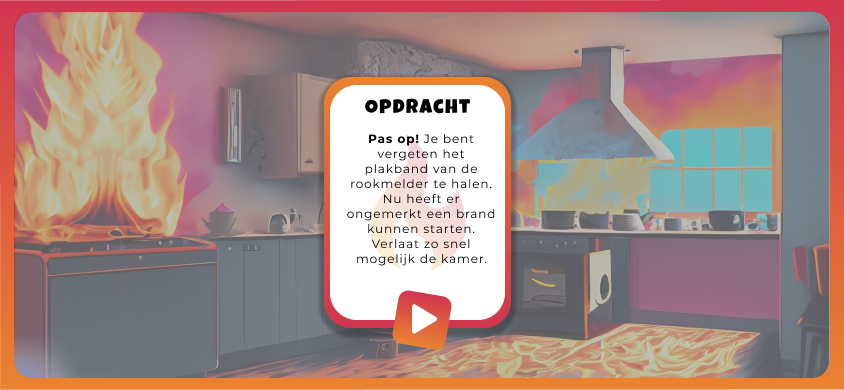 OPDRACHT
Pas op! Je bent
vergeten het
plakband van de
rookmelder te halen.
Nu heeft er
ongemerkt een brand
kunnen starten.
Verlaat zo snel
mogelijk de kamer.